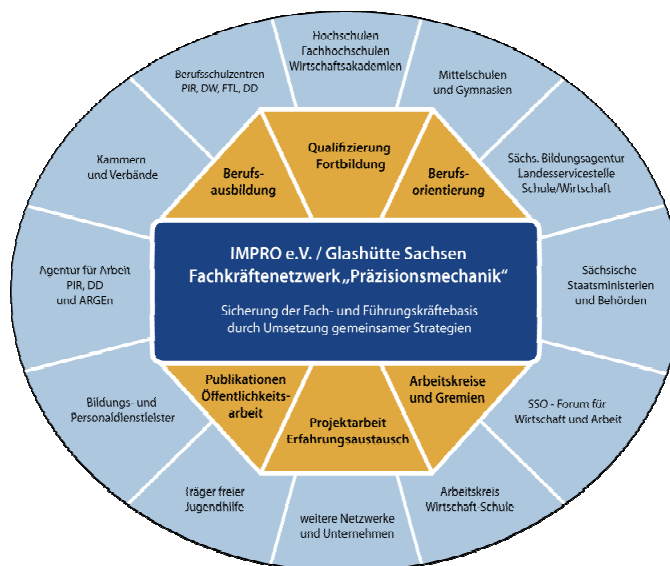 Hochschulen
Fachhochschulen
Wirtschaftsakademien
Berufsschulzentren
PIR, DW, FTL, DD
Mittelschulen
und Gymnasien
Kammern
und Verbände
Sächs. Bildungsagentur
Landesservicestelle
Schule/Wirtschaft
Berufs-
ausbildung
Qualifizierung
Fortbildung
Berufs-
orientierung
Agentur für Arbeit
PIR, DD
und ARGEn
IMPRO e.V. / Glashütte Sachsen
Fachkräftenetzwerk „Präzisionsmechanik“
Sicherung der Fach- und Führungskräftebasis
durch Umsetzung gemeinsamer Strategien
Sächsische
Staatsministerien
und Behörden
Publikationen
Öffentlichkeits-
arbeit
Projektarbeit
Erfahrungsaustausch
Arbeitskreise
und Gremien
Bildungs- und
Personaldienstleister
SSO - Forum für
Wirtschaft und Arbeit
Träger freier
Jugendhilfe
weitere Netzwerke
und Unternehmen
Arbeitskreis
Wirtschaft-Schule